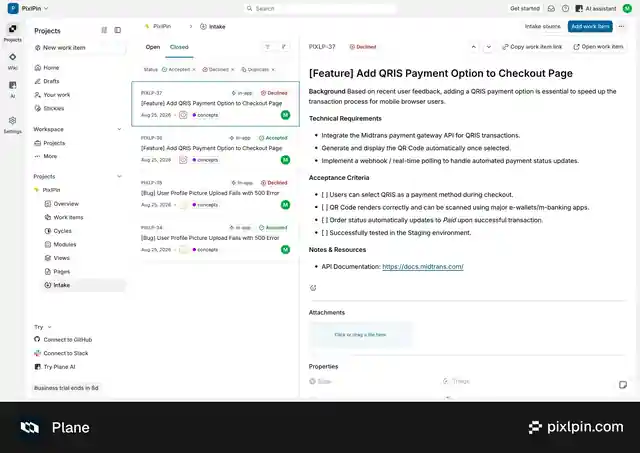 PixlPin
Search
Get started
AI assistant
M
Projects
Wiki
AI
Settings
Projects
New work item
Home
Drafts
Your work
Stickies
Workspace
Projects
More
Projects
PixlPin
Overview
Work items
Cycles
Modules
Views
Pages
Intake
Try
Connect to GitHub
Connect to Slack
Try Plane AI
Business trial ends in 6d
PixlPin > Intake
Open Closed
Status Accepted × Declined × Duplicate ×
PIXLP-37 in-app Declined
[Feature] Add QRIS Payment Option to Checkout Page
Aug 25, 2026 concepts M
in-app Accepted
[Feature] Add QRIS Payment Option to Checkout Page
Aug 25, 2026 concepts M
in-app Declined
[Bug] User Profile Picture Upload Fails with 500 Error
Aug 25, 2026 concepts M
PIXLP-34 in-app Accepted
[Bug] User Profile Picture Upload Fails with 500 Error
Aug 25, 2026 concepts M
Intake source Add work item
PIXLP-37 Declined Copy work item link Open work item
[Feature] Add QRIS Payment Option to Checkout Page
Background Based on recent user feedback, adding a QRIS payment option is essential to speed up the
transaction process for mobile browser users.
Technical Requirements
• Integrate the Midtrans payment gateway API for QRIS transactions.
• Generate and display the QR Code automatically once selected.
• Implement a webhook / real-time polling to handle automated payment status updates.
Acceptance Criteria
• [ ] Users can select QRIS as a payment method during checkout.
• [ ] QR Code renders correctly and can be scanned using major e-wallets/m-banking apps.
• [ ] Order status automatically updates to Paid upon successful transaction.
• [ ] Successfully tested in the Staging environment.
Notes & Resources
• API Documentation: https://docs.midtrans.com/
Attachments
Click or drag a file here
Properties
State Triage
Plane
pixlpin.com